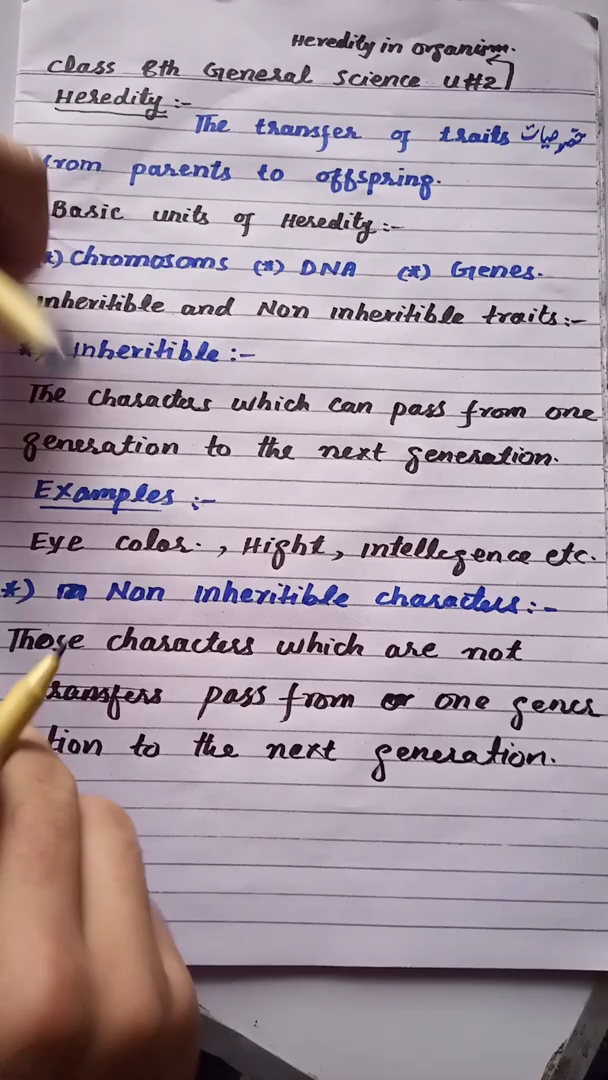 Heredity in organism.
Class 8th General Science U#2
Heredity :-
The transfer of traits خصوصیات
from parents to offspring.
Basic units of Heredity :-
*) Chromosoms (*) DNA (*) Genes.
inheritible and Non inheritible traits :-
*) inheritible :-
The characters which can pass from one
generation to the next generation.
Examples :-
Eye color. , Hight, intellegence etc.
*) Non inheritible characters :-
Those characters which are not
transfers pass from one genera
tion to the next generation.